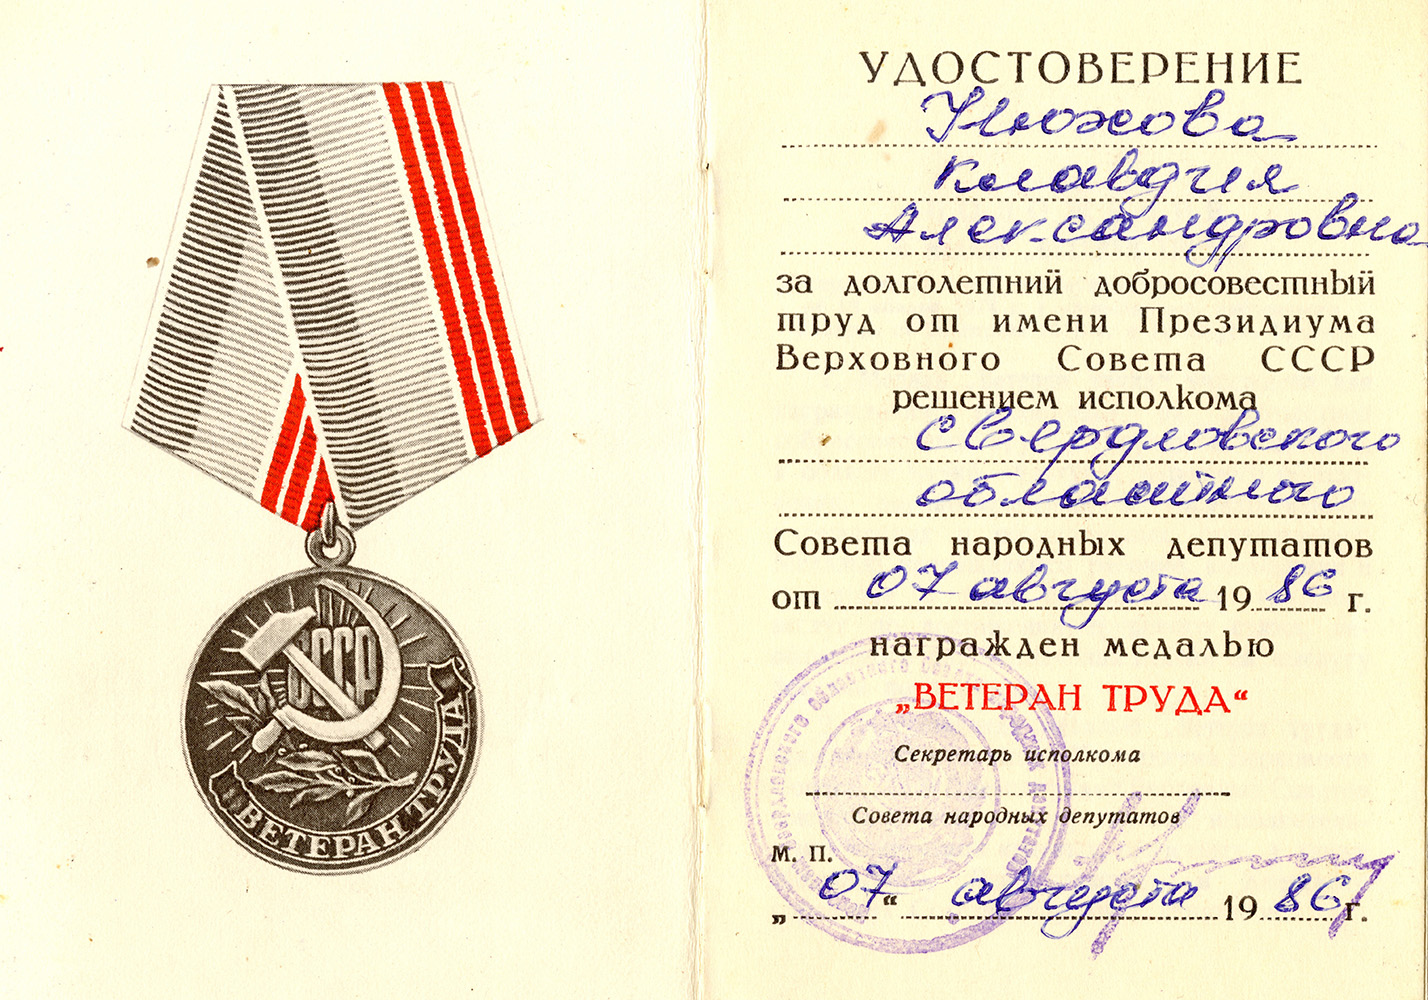 СССР
ВЕТЕРАН ТРУДА
УДОСТОВЕРЕНИЕ
Клавдия
Александровна
за долголетний добросовестный
труд от имени Президиума
Верховного Совета СССР
решением исполкома
Свердловского
областного
Совета народных депутатов
от 07 августа 1986 г.
награжден медалью
„ВЕТЕРАН ТРУДА“
Секретарь исполкома
Совета народных депутатов
М. П.
„07“ августа 1986 г.